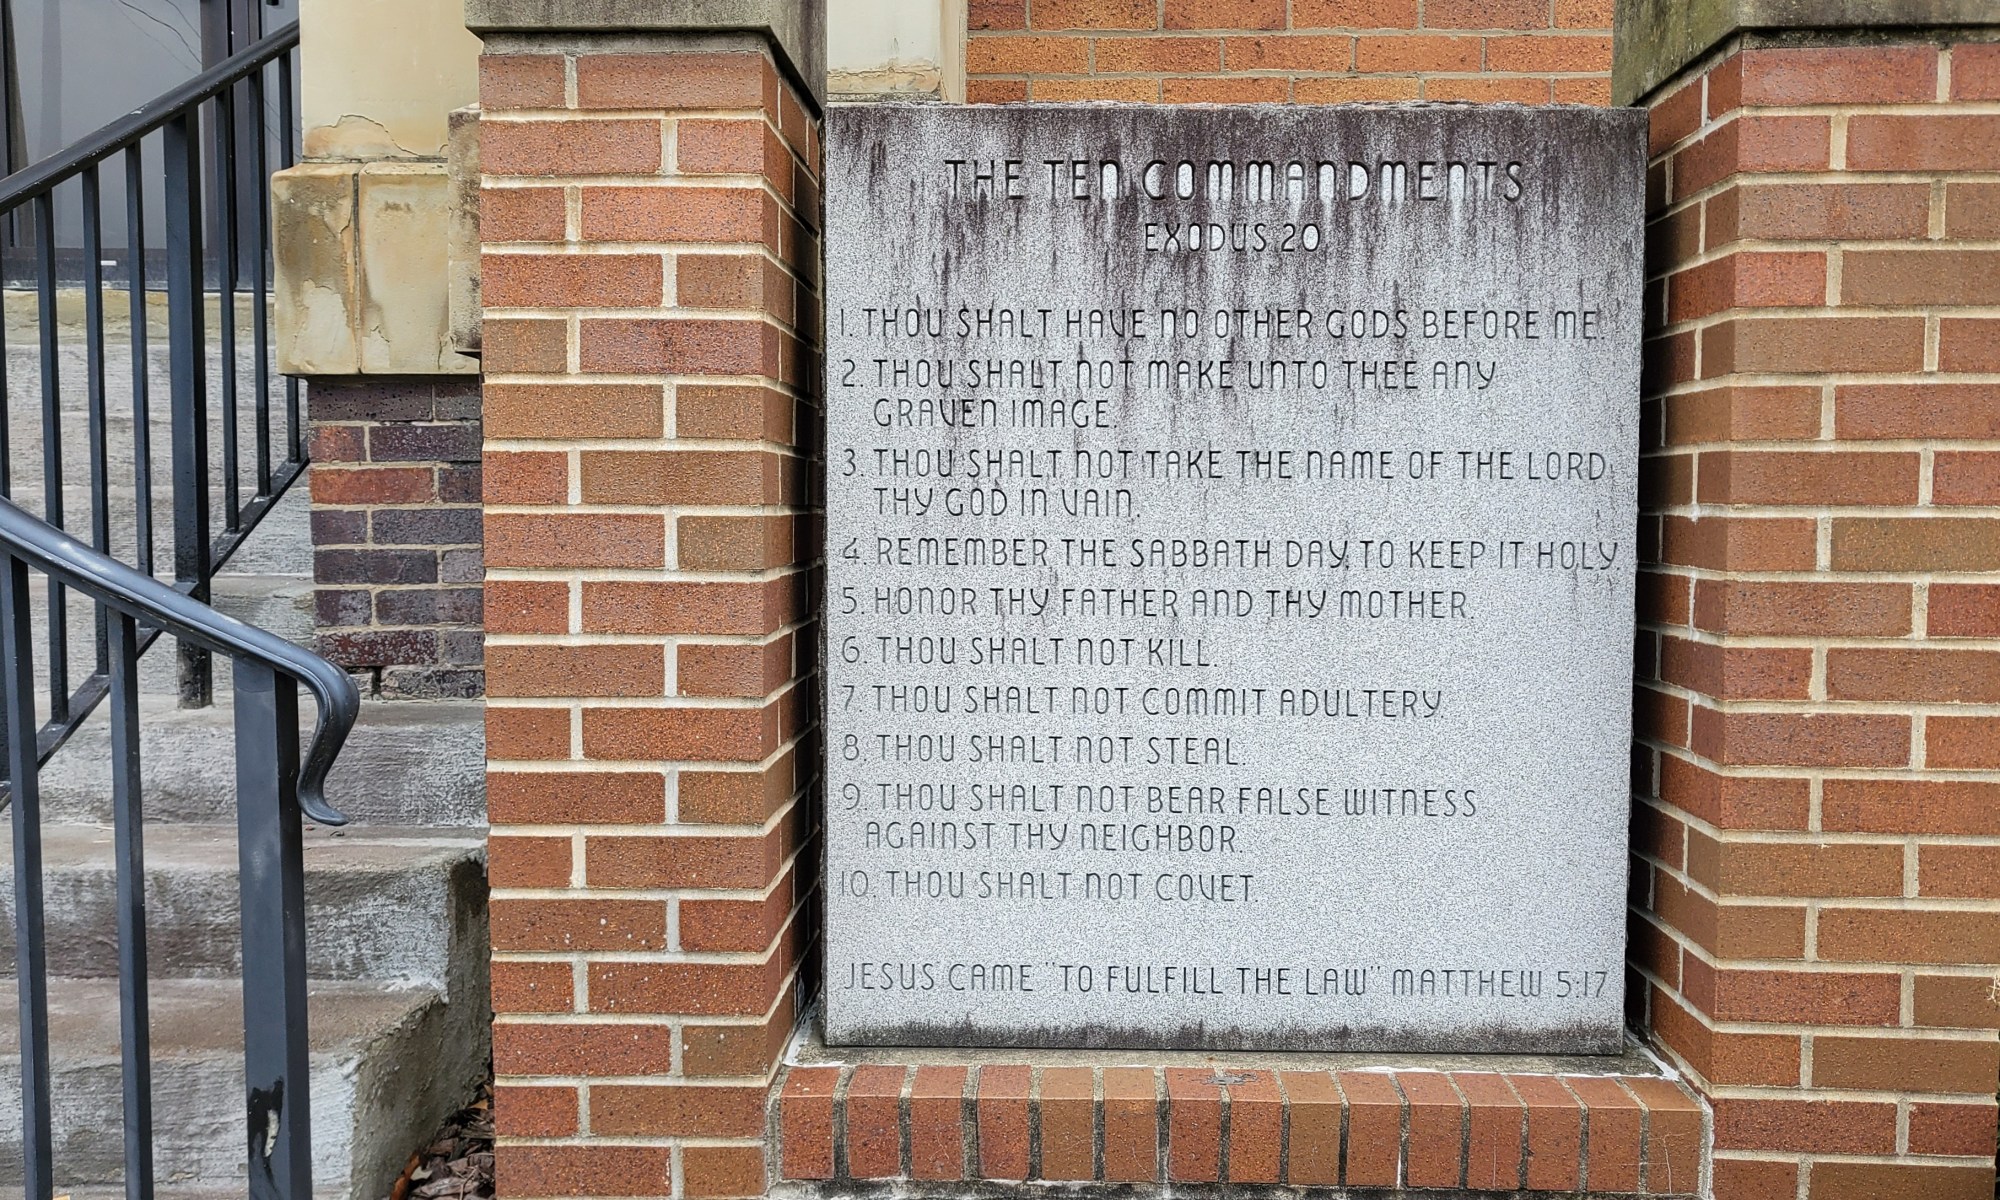 THE TEN COMMANDMENTS
EXODUS 20
1. THOU SHALT HAVE NO OTHER GODS BEFORE ME.
2. THOU SHALT NOT MAKE UNTO THEE ANY
GRAVEN IMAGE.
3. THOU SHALT NOT TAKE THE NAME OF THE LORD
THY GOD IN VAIN.
4. REMEMBER THE SABBATH DAY, TO KEEP IT HOLY.
5. HONOR THY FATHER AND THY MOTHER.
6. THOU SHALT NOT KILL.
7. THOU SHALT NOT COMMIT ADULTERY.
8. THOU SHALT NOT STEAL.
9. THOU SHALT NOT BEAR FALSE WITNESS
AGAINST THY NEIGHBOR.
10. THOU SHALT NOT COVET.
JESUS CAME "TO FULFILL THE LAW" MATTHEW 5:17